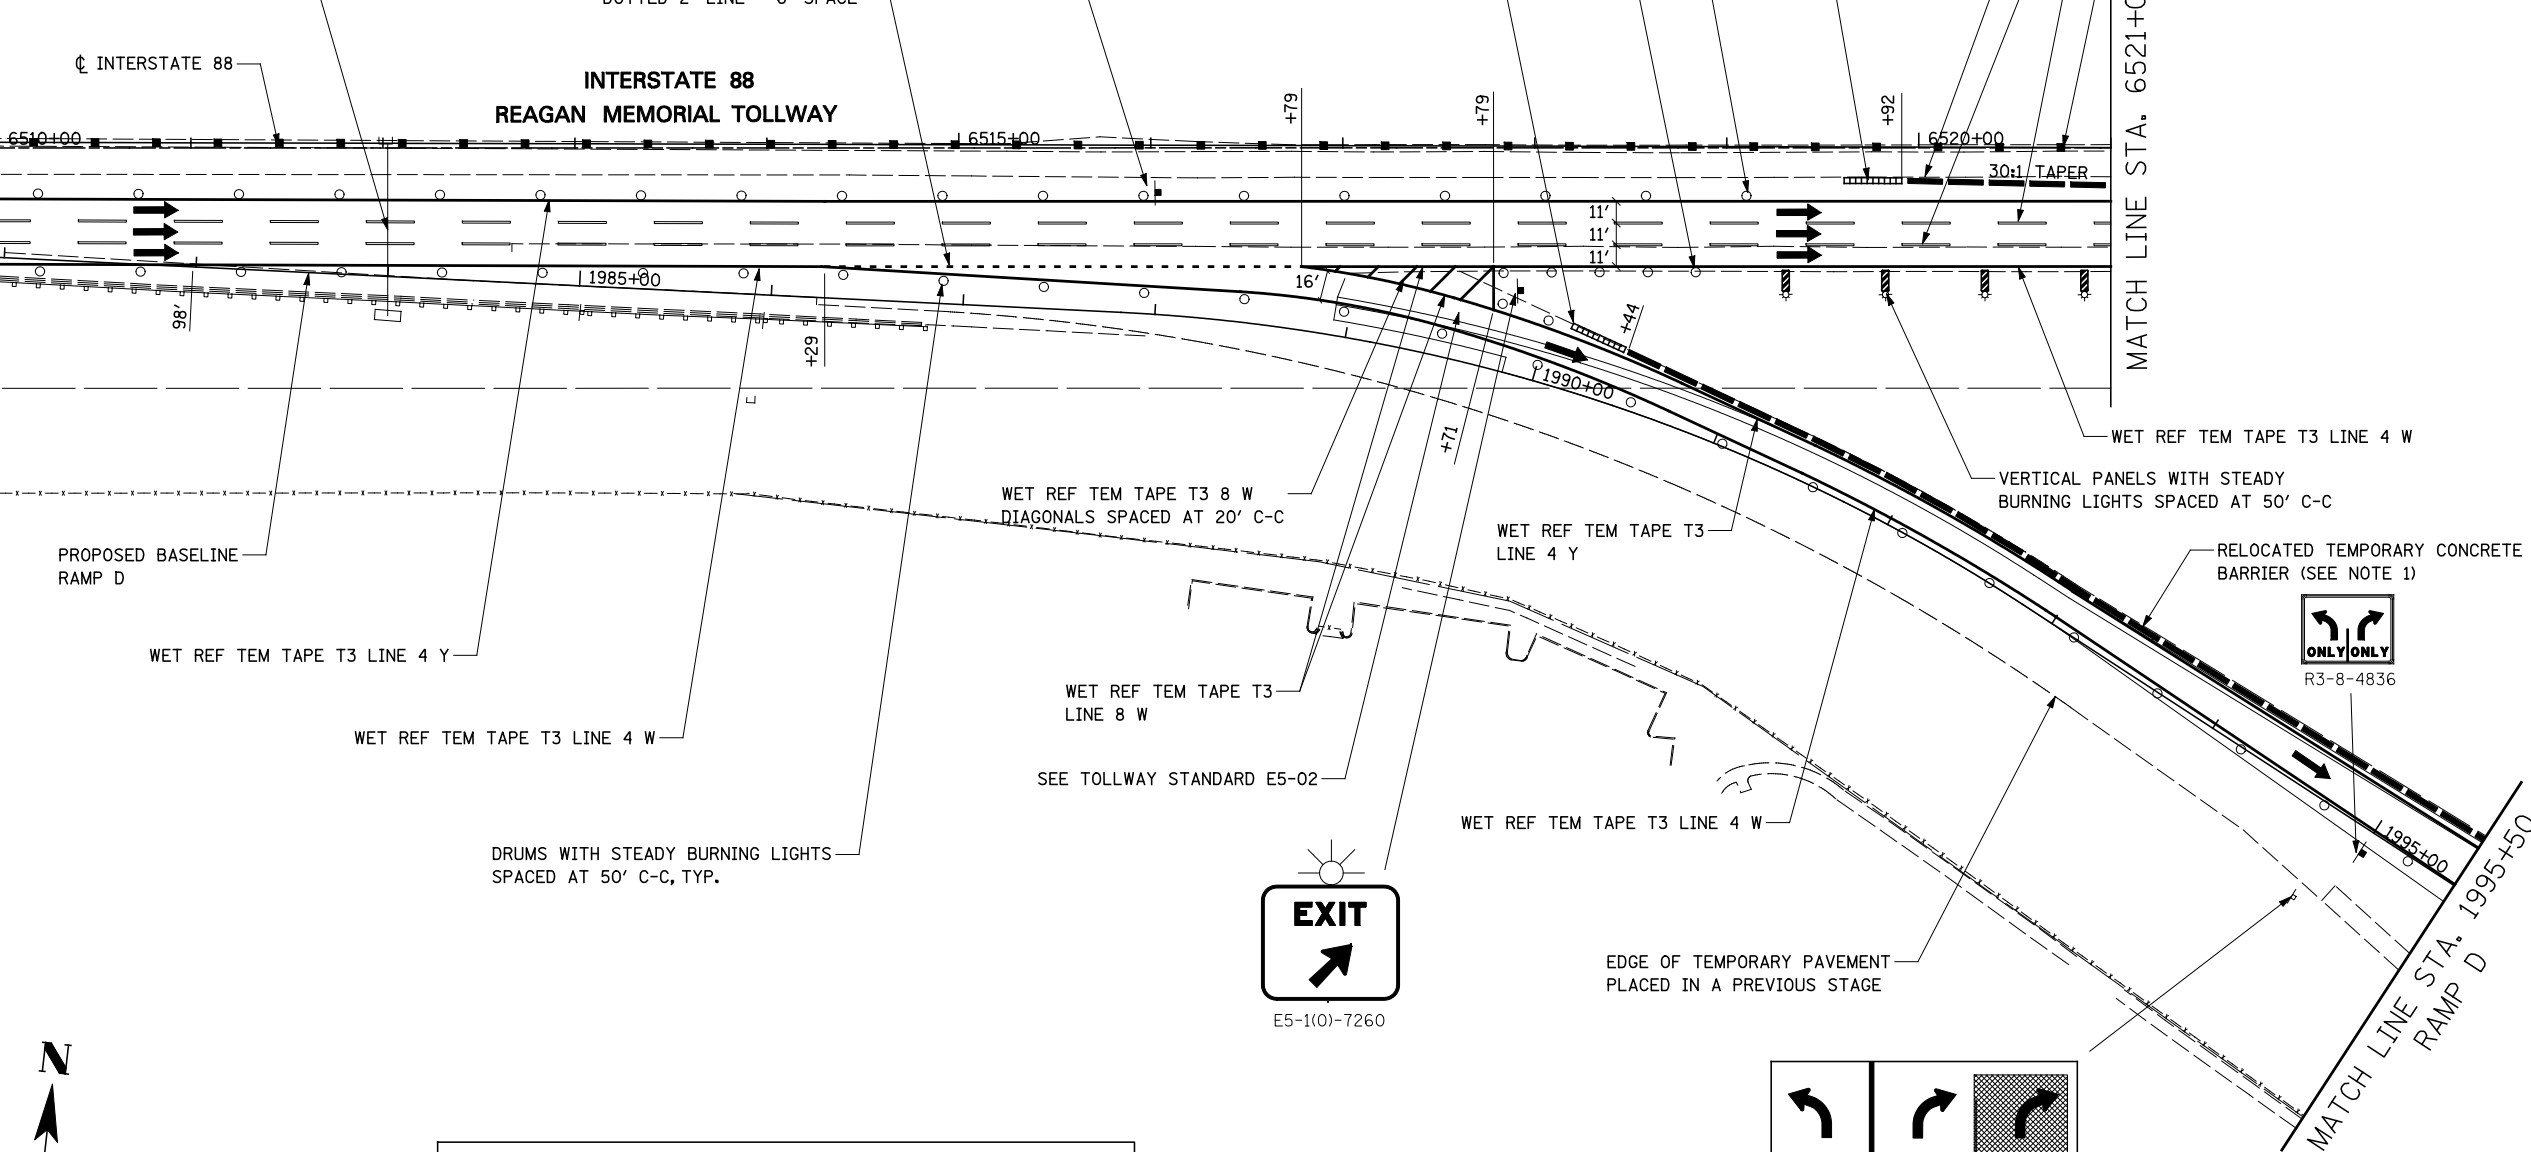 ℄ INTERSTATE 88
INTERSTATE 88
REAGAN MEMORIAL TOLLWAY
6510+00
6515+00
6520+00
+79
+79
+92
30:1 TAPER
MATCH LINE STA. 6521+0
11'
11'
11'
16'
1985+00
98'
+29
+44
+71
1990+00
WET REF TEM TAPE T3 LINE 4 W
VERTICAL PANELS WITH STEADY
BURNING LIGHTS SPACED AT 50' C-C
WET REF TEM TAPE T3 8 W
DIAGONALS SPACED AT 20' C-C
WET REF TEM TAPE T3
LINE 4 Y
PROPOSED BASELINE
RAMP D
RELOCATED TEMPORARY CONCRETE
BARRIER (SEE NOTE 1)
ONLY ONLY
R3-8-4836
WET REF TEM TAPE T3 LINE 4 Y
WET REF TEM TAPE T3
LINE 8 W
WET REF TEM TAPE T3 LINE 4 W
SEE TOLLWAY STANDARD E5-02
WET REF TEM TAPE T3 LINE 4 W
DRUMS WITH STEADY BURNING LIGHTS
SPACED AT 50' C-C, TYP.
1995+00
EXIT
E5-1(0)-7260
EDGE OF TEMPORARY PAVEMENT
PLACED IN A PREVIOUS STAGE
MATCH LINE STA. 1995+50
RAMP D
N